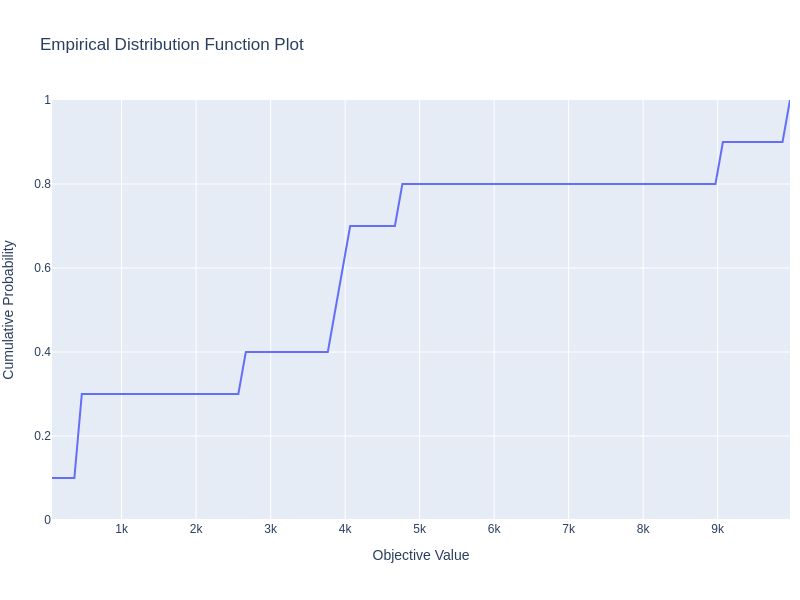 Empirical Distribution Function Plot
1
0.8
0.6
0.4
0.2
0
Cumulative Probability
1k
2k
3k
4k
5k
6k
7k
8k
9k
Objective Value